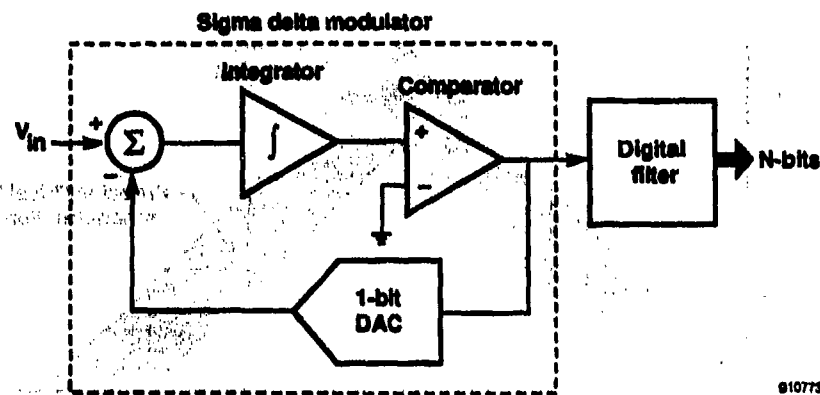 Sigma delta modulator
Integrator
Comparator
Vin
+
Σ
−
∫
+
−
Digital
filter
N-bits
1-bit
DAC
910773